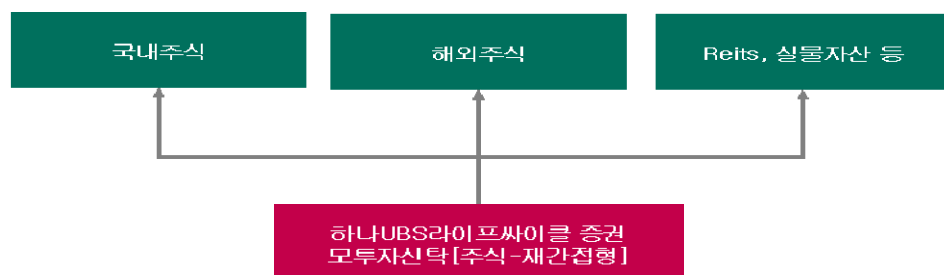 국내주식
해외주식
Reits, 실물자산 등
하나UBS라이프싸이클 증권
모투자신탁[주식-재간접형]